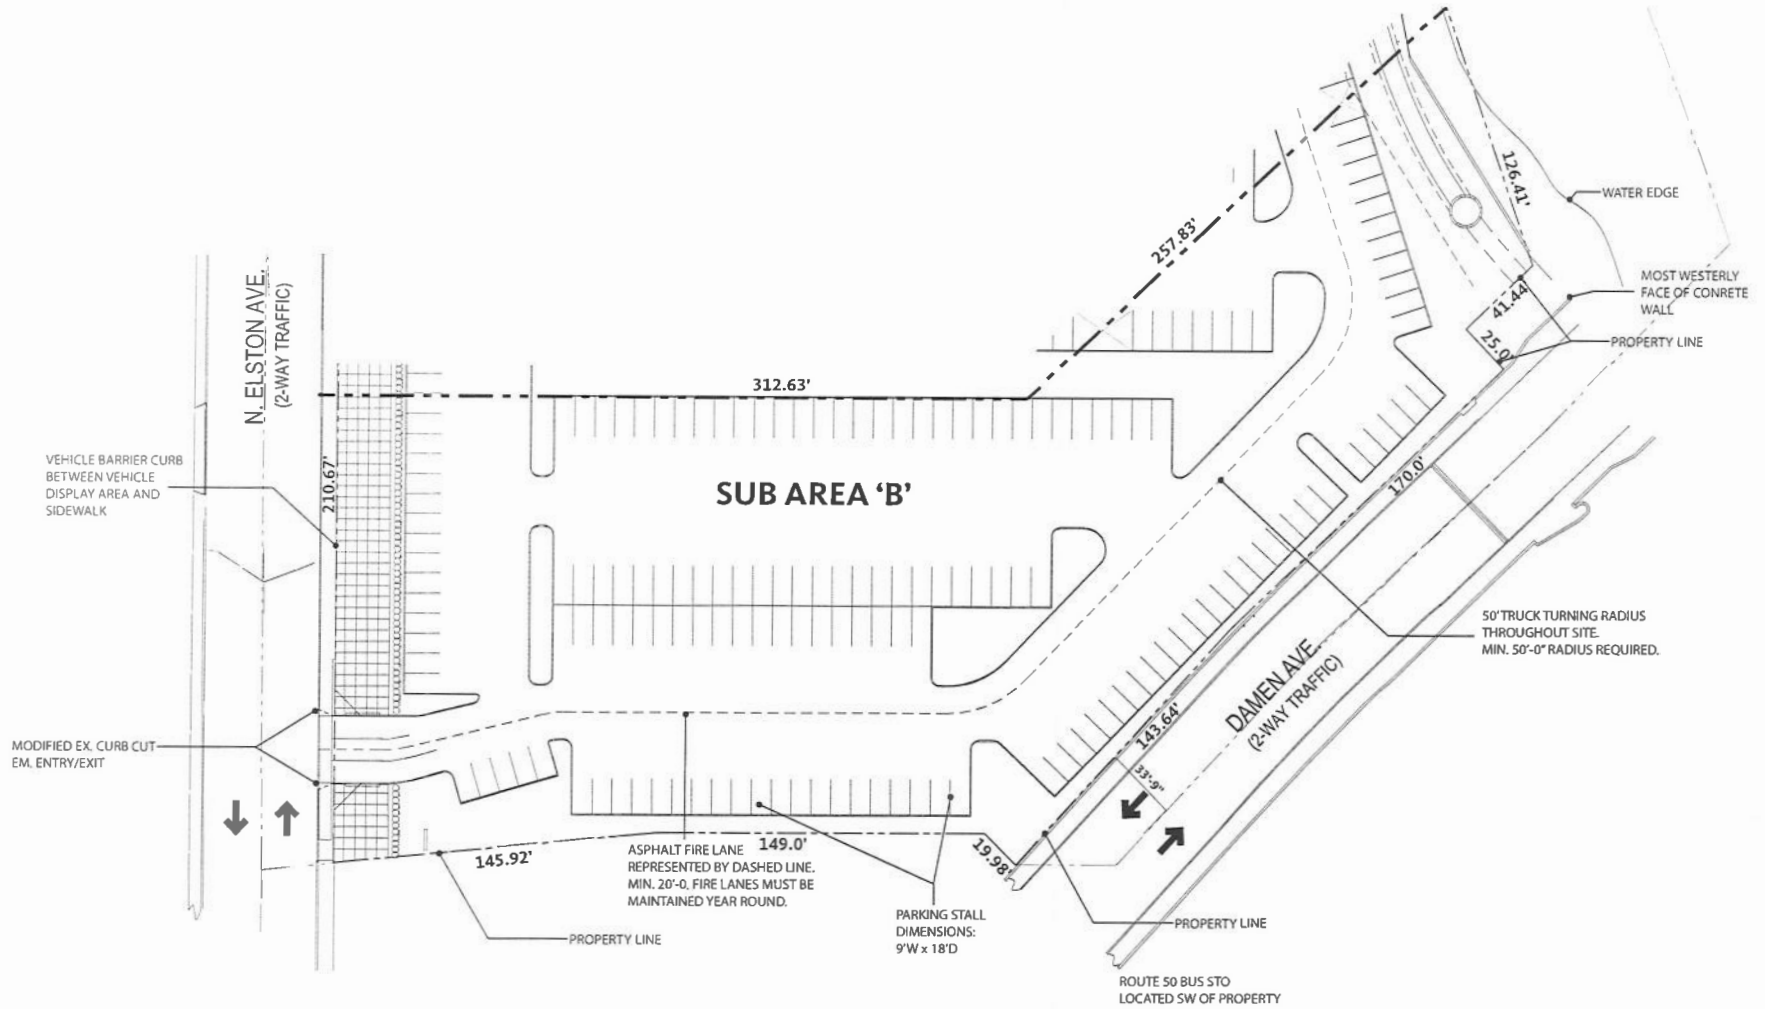 126.41'
WATER EDGE
257.83'
MOST WESTERLY
FACE OF CONRETE
WALL
41.44
25.0'
PROPERTY LINE
N. ELSTON AVE.
(2-WAY TRAFFIC)
312.63'
VEHICLE BARRIER CURB
BETWEEN VEHICLE
DISPLAY AREA AND
SIDEWALK
210.67'
SUB AREA ‘B’
170.0'
50' TRUCK TURNING RADIUS
THROUGHOUT SITE.
MIN. 50'-0" RADIUS REQUIRED.
DAMEN AVE.
(2-WAY TRAFFIC)
143.64'
33'-9"
MODIFIED EX. CURB CUT
EM. ENTRY/EXIT
145.92'
ASPHALT FIRE LANE
REPRESENTED BY DASHED LINE.
MIN. 20'-0, FIRE LANES MUST BE
MAINTAINED YEAR ROUND.
149.0'
19.98'
PARKING STALL
DIMENSIONS:
9'W x 18'D
PROPERTY LINE
PROPERTY LINE
ROUTE 50 BUS STO
LOCATED SW OF PROPERTY